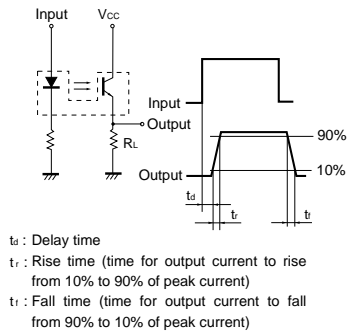 Input Vcc
Output
RL
Input
90%
10%
Output
td
tr tf
td : Delay time
tr : Rise time (time for output current to rise
from 10% to 90% of peak current)
tf : Fall time (time for output current to fall
from 90% to 10% of peak current)